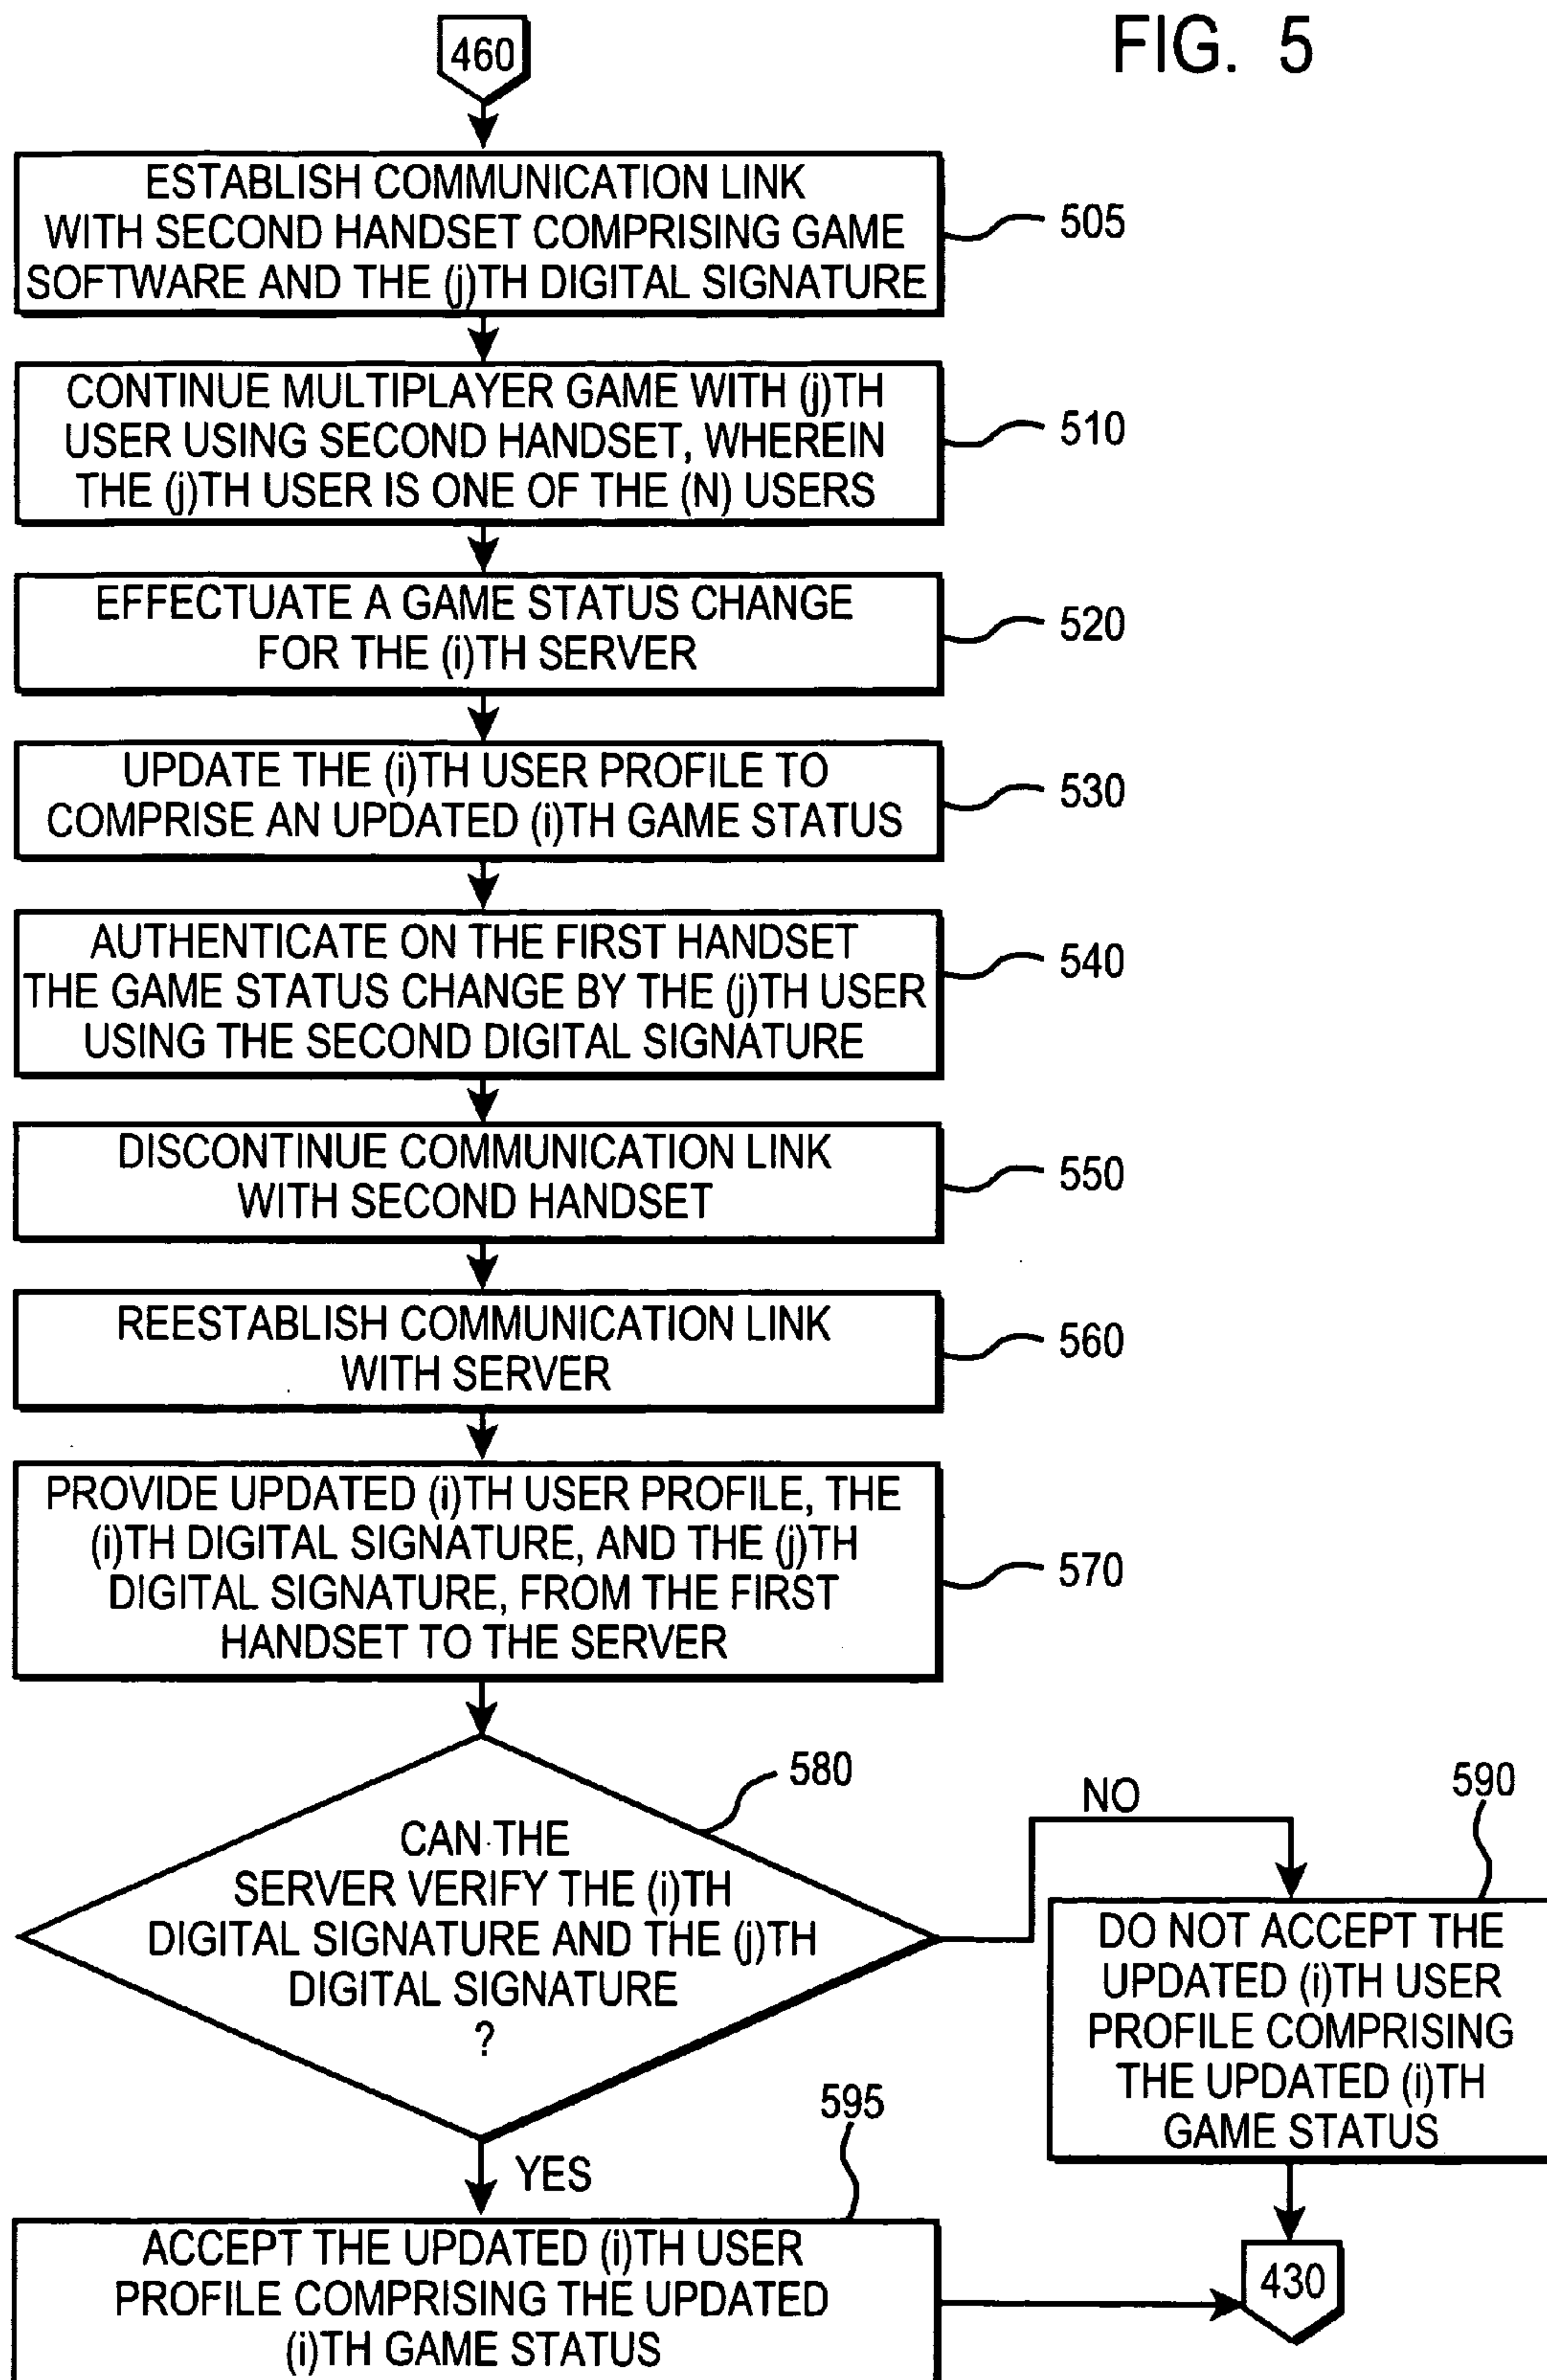 FIG. 5
460
ESTABLISH COMMUNICATION LINK
WITH SECOND HANDSET COMPRISING GAME
SOFTWARE AND THE (j)TH DIGITAL SIGNATURE
505
CONTINUE MULTIPLAYER GAME WITH (j)TH
USER USING SECOND HANDSET, WHEREIN
THE (j)TH USER IS ONE OF THE (N) USERS
510
EFFECTUATE A GAME STATUS CHANGE
FOR THE (i)TH SERVER
520
UPDATE THE (i)TH USER PROFILE TO
COMPRISE AN UPDATED (i)TH GAME STATUS
530
AUTHENTICATE ON THE FIRST HANDSET
THE GAME STATUS CHANGE BY THE (j)TH USER
USING THE SECOND DIGITAL SIGNATURE
540
DISCONTINUE COMMUNICATION LINK
WITH SECOND HANDSET
550
REESTABLISH COMMUNICATION LINK
WITH SERVER
560
PROVIDE UPDATED (i)TH USER PROFILE, THE
(i)TH DIGITAL SIGNATURE, AND THE (j)TH
DIGITAL SIGNATURE, FROM THE FIRST
HANDSET TO THE SERVER
570
CAN THE
SERVER VERIFY THE (i)TH
DIGITAL SIGNATURE AND THE (j)TH
DIGITAL SIGNATURE
?
580
NO
590
DO NOT ACCEPT THE
UPDATED (i)TH USER
PROFILE COMPRISING
THE UPDATED (i)TH
GAME STATUS
YES
595
ACCEPT THE UPDATED (i)TH USER
PROFILE COMPRISING THE UPDATED
(i)TH GAME STATUS
430